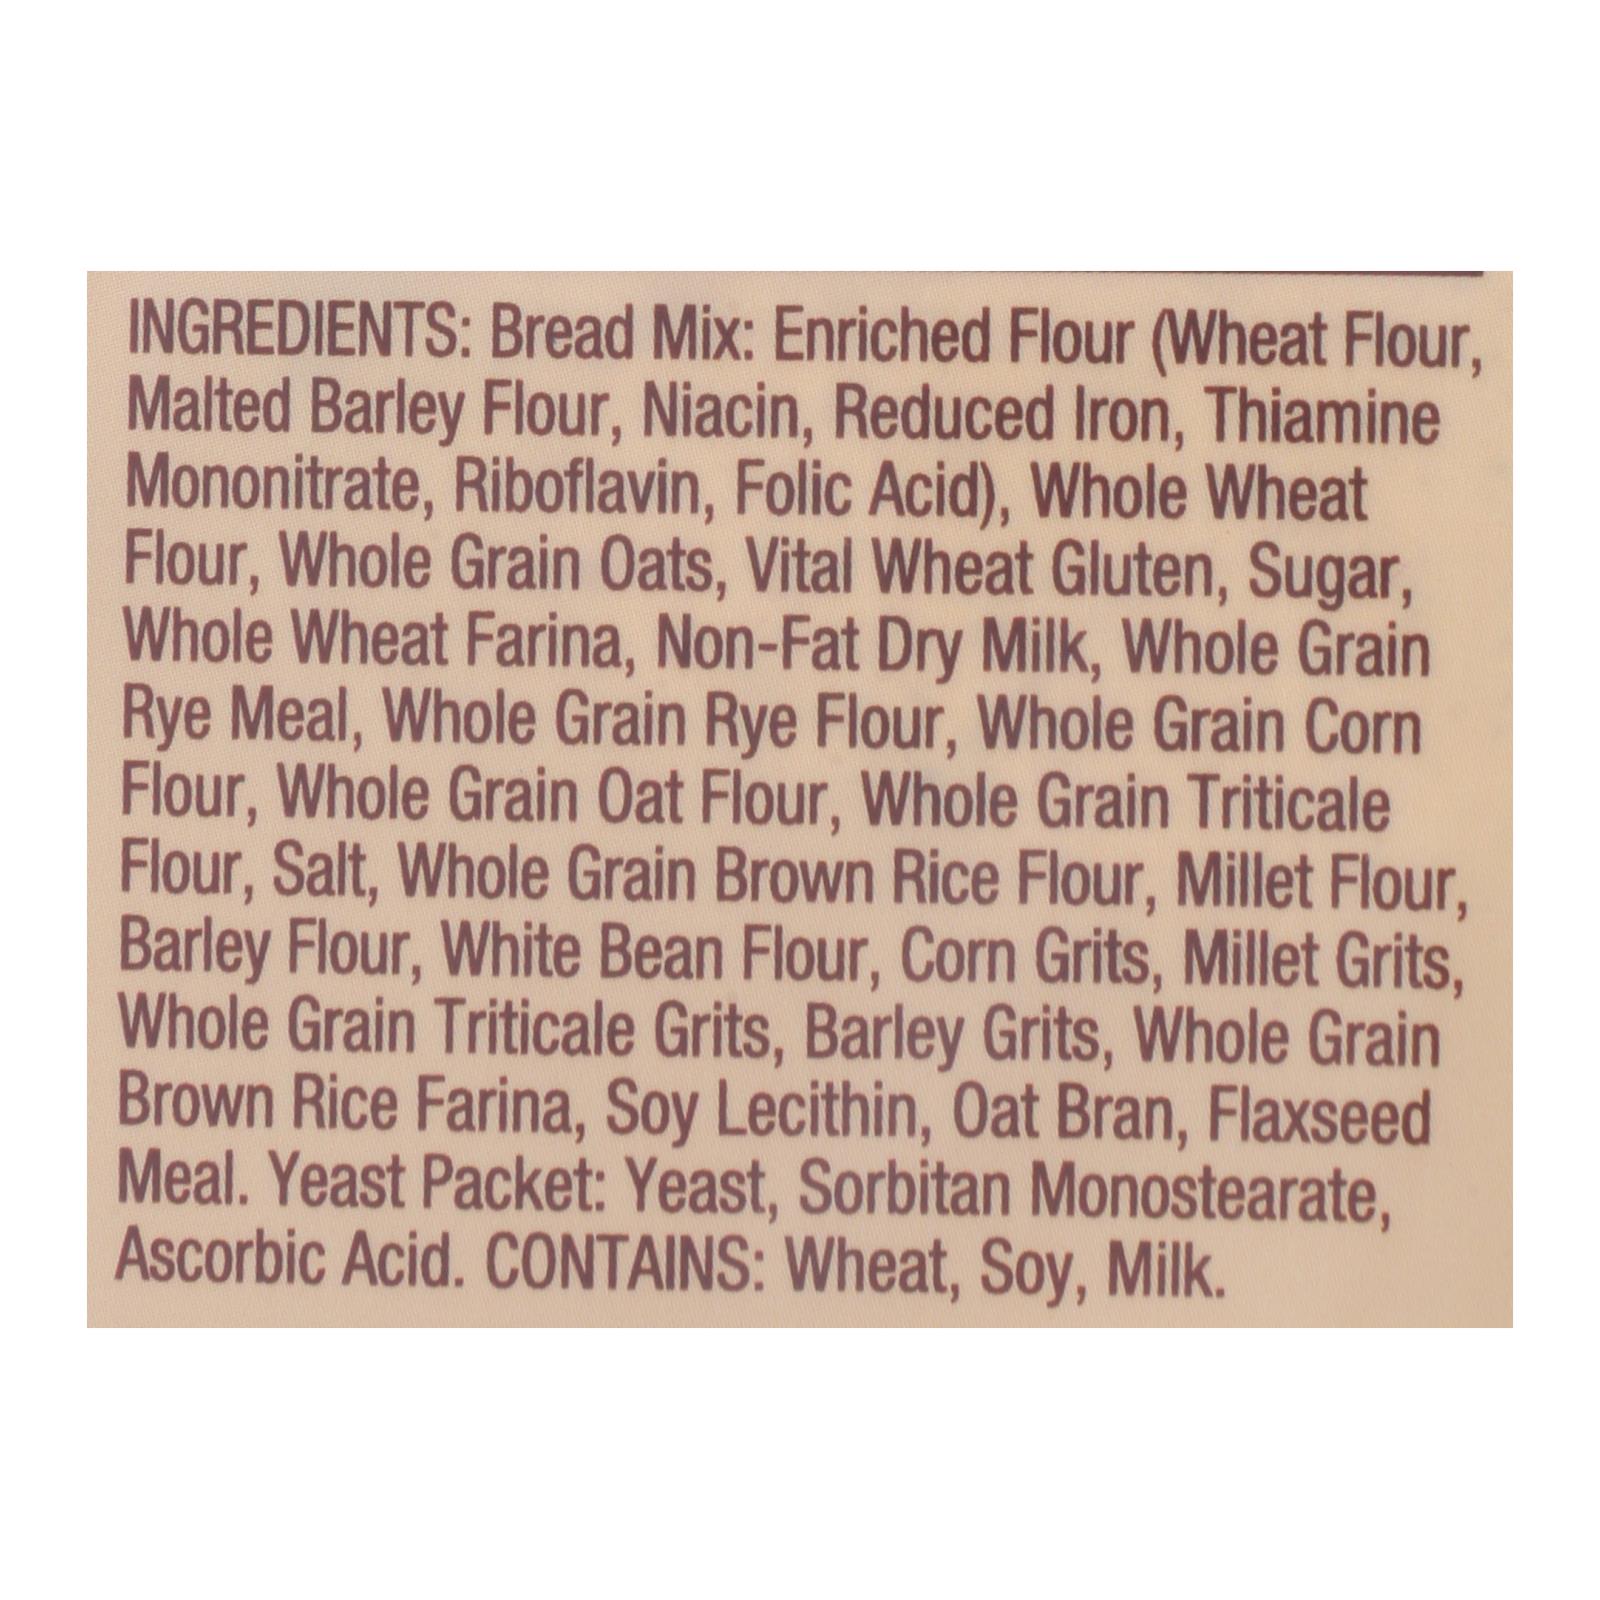 INGREDIENTS: Bread Mix: Enriched Flour (Wheat Flour,
Malted Barley Flour, Niacin, Reduced Iron, Thiamine
Mononitrate, Riboflavin, Folic Acid), Whole Wheat
Flour, Whole Grain Oats, Vital Wheat Gluten, Sugar,
Whole Wheat Farina, Non-Fat Dry Milk, Whole Grain
Rye Meal, Whole Grain Rye Flour, Whole Grain Corn
Flour, Whole Grain Oat Flour, Whole Grain Triticale
Flour, Salt, Whole Grain Brown Rice Flour, Millet Flour,
Barley Flour, White Bean Flour, Corn Grits, Millet Grits,
Whole Grain Triticale Grits, Barley Grits, Whole Grain
Brown Rice Farina, Soy Lecithin, Oat Bran, Flaxseed
Meal. Yeast Packet: Yeast, Sorbitan Monostearate,
Ascorbic Acid. CONTAINS: Wheat, Soy, Milk.